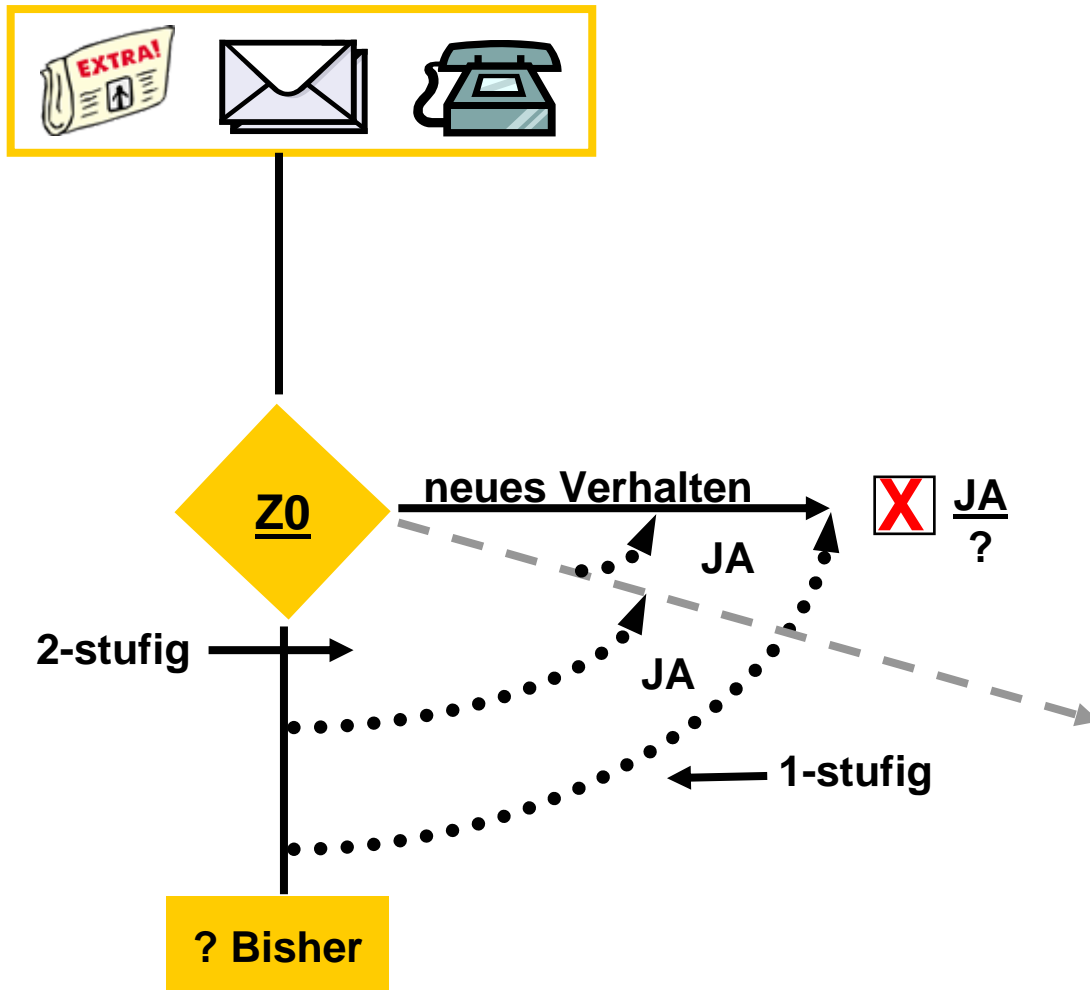 EXTRA!
Z0
neues Verhalten
X
JA
?
JA
2-stufig
JA
1-stufig
? Bisher